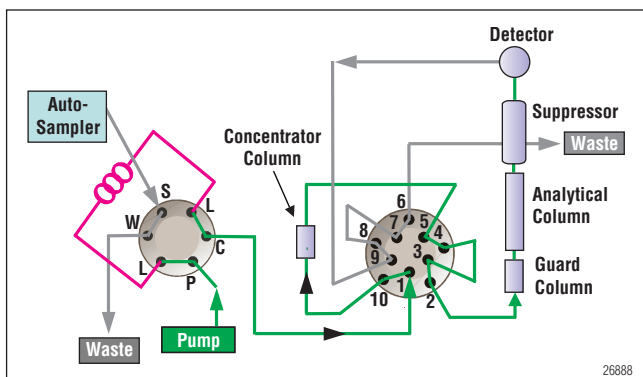 Detector
Auto-
Sampler
Concentrator
Column
Suppressor
Waste
Analytical
Column
Guard
Column
S
L
W
C
L
P
6
7
5
4
8
3
9
10
1
2
Pump
Waste
26888